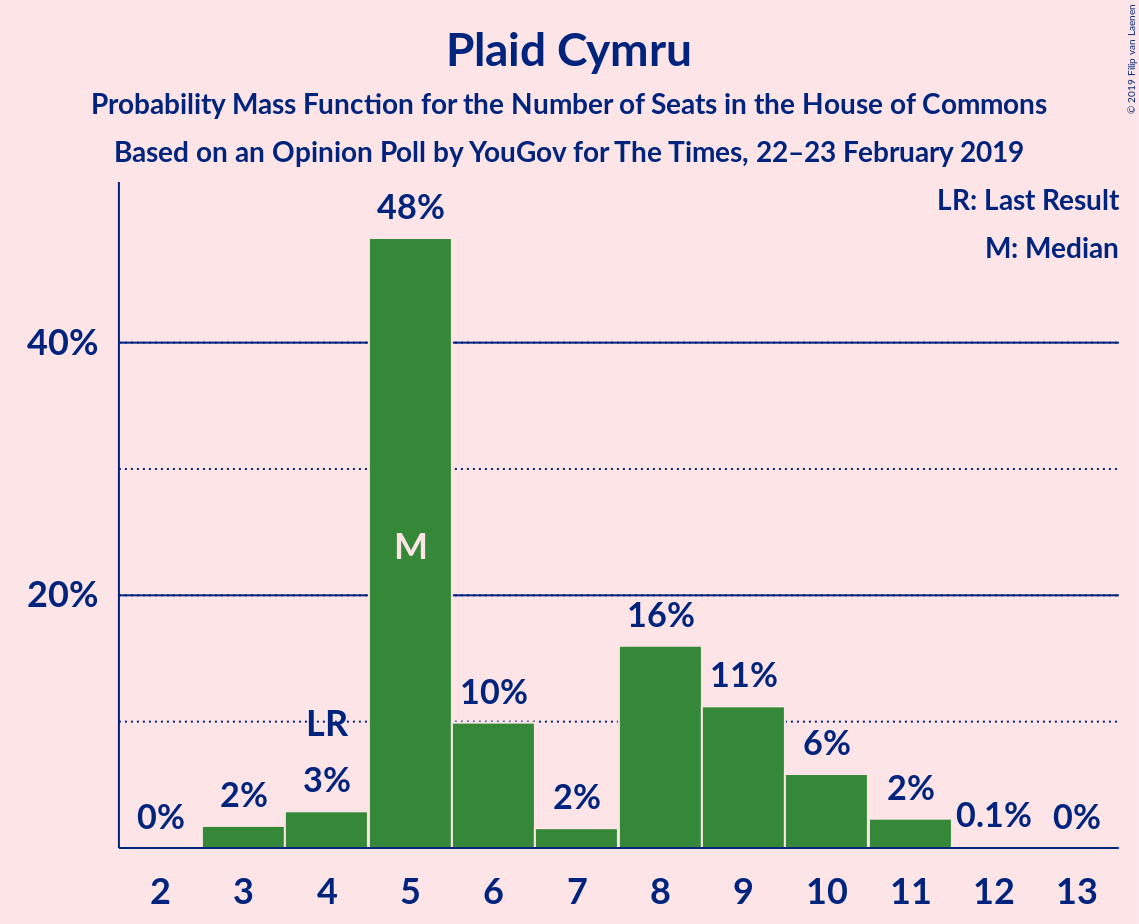 Plaid Cymru
Probability Mass Function for the Number of Seats in the House of Commons
Based on an Opinion Poll by YouGov for The Times, 22–23 February 2019
© 2019 Filip van Laenen
LR: Last Result
M: Median
48%
40%
M
20%
16%
11%
10%
LR
6%
3%
2%
2%
2%
0%
0.1%
0%
2 3 4 5 6 7 8 9 10 11 12 13